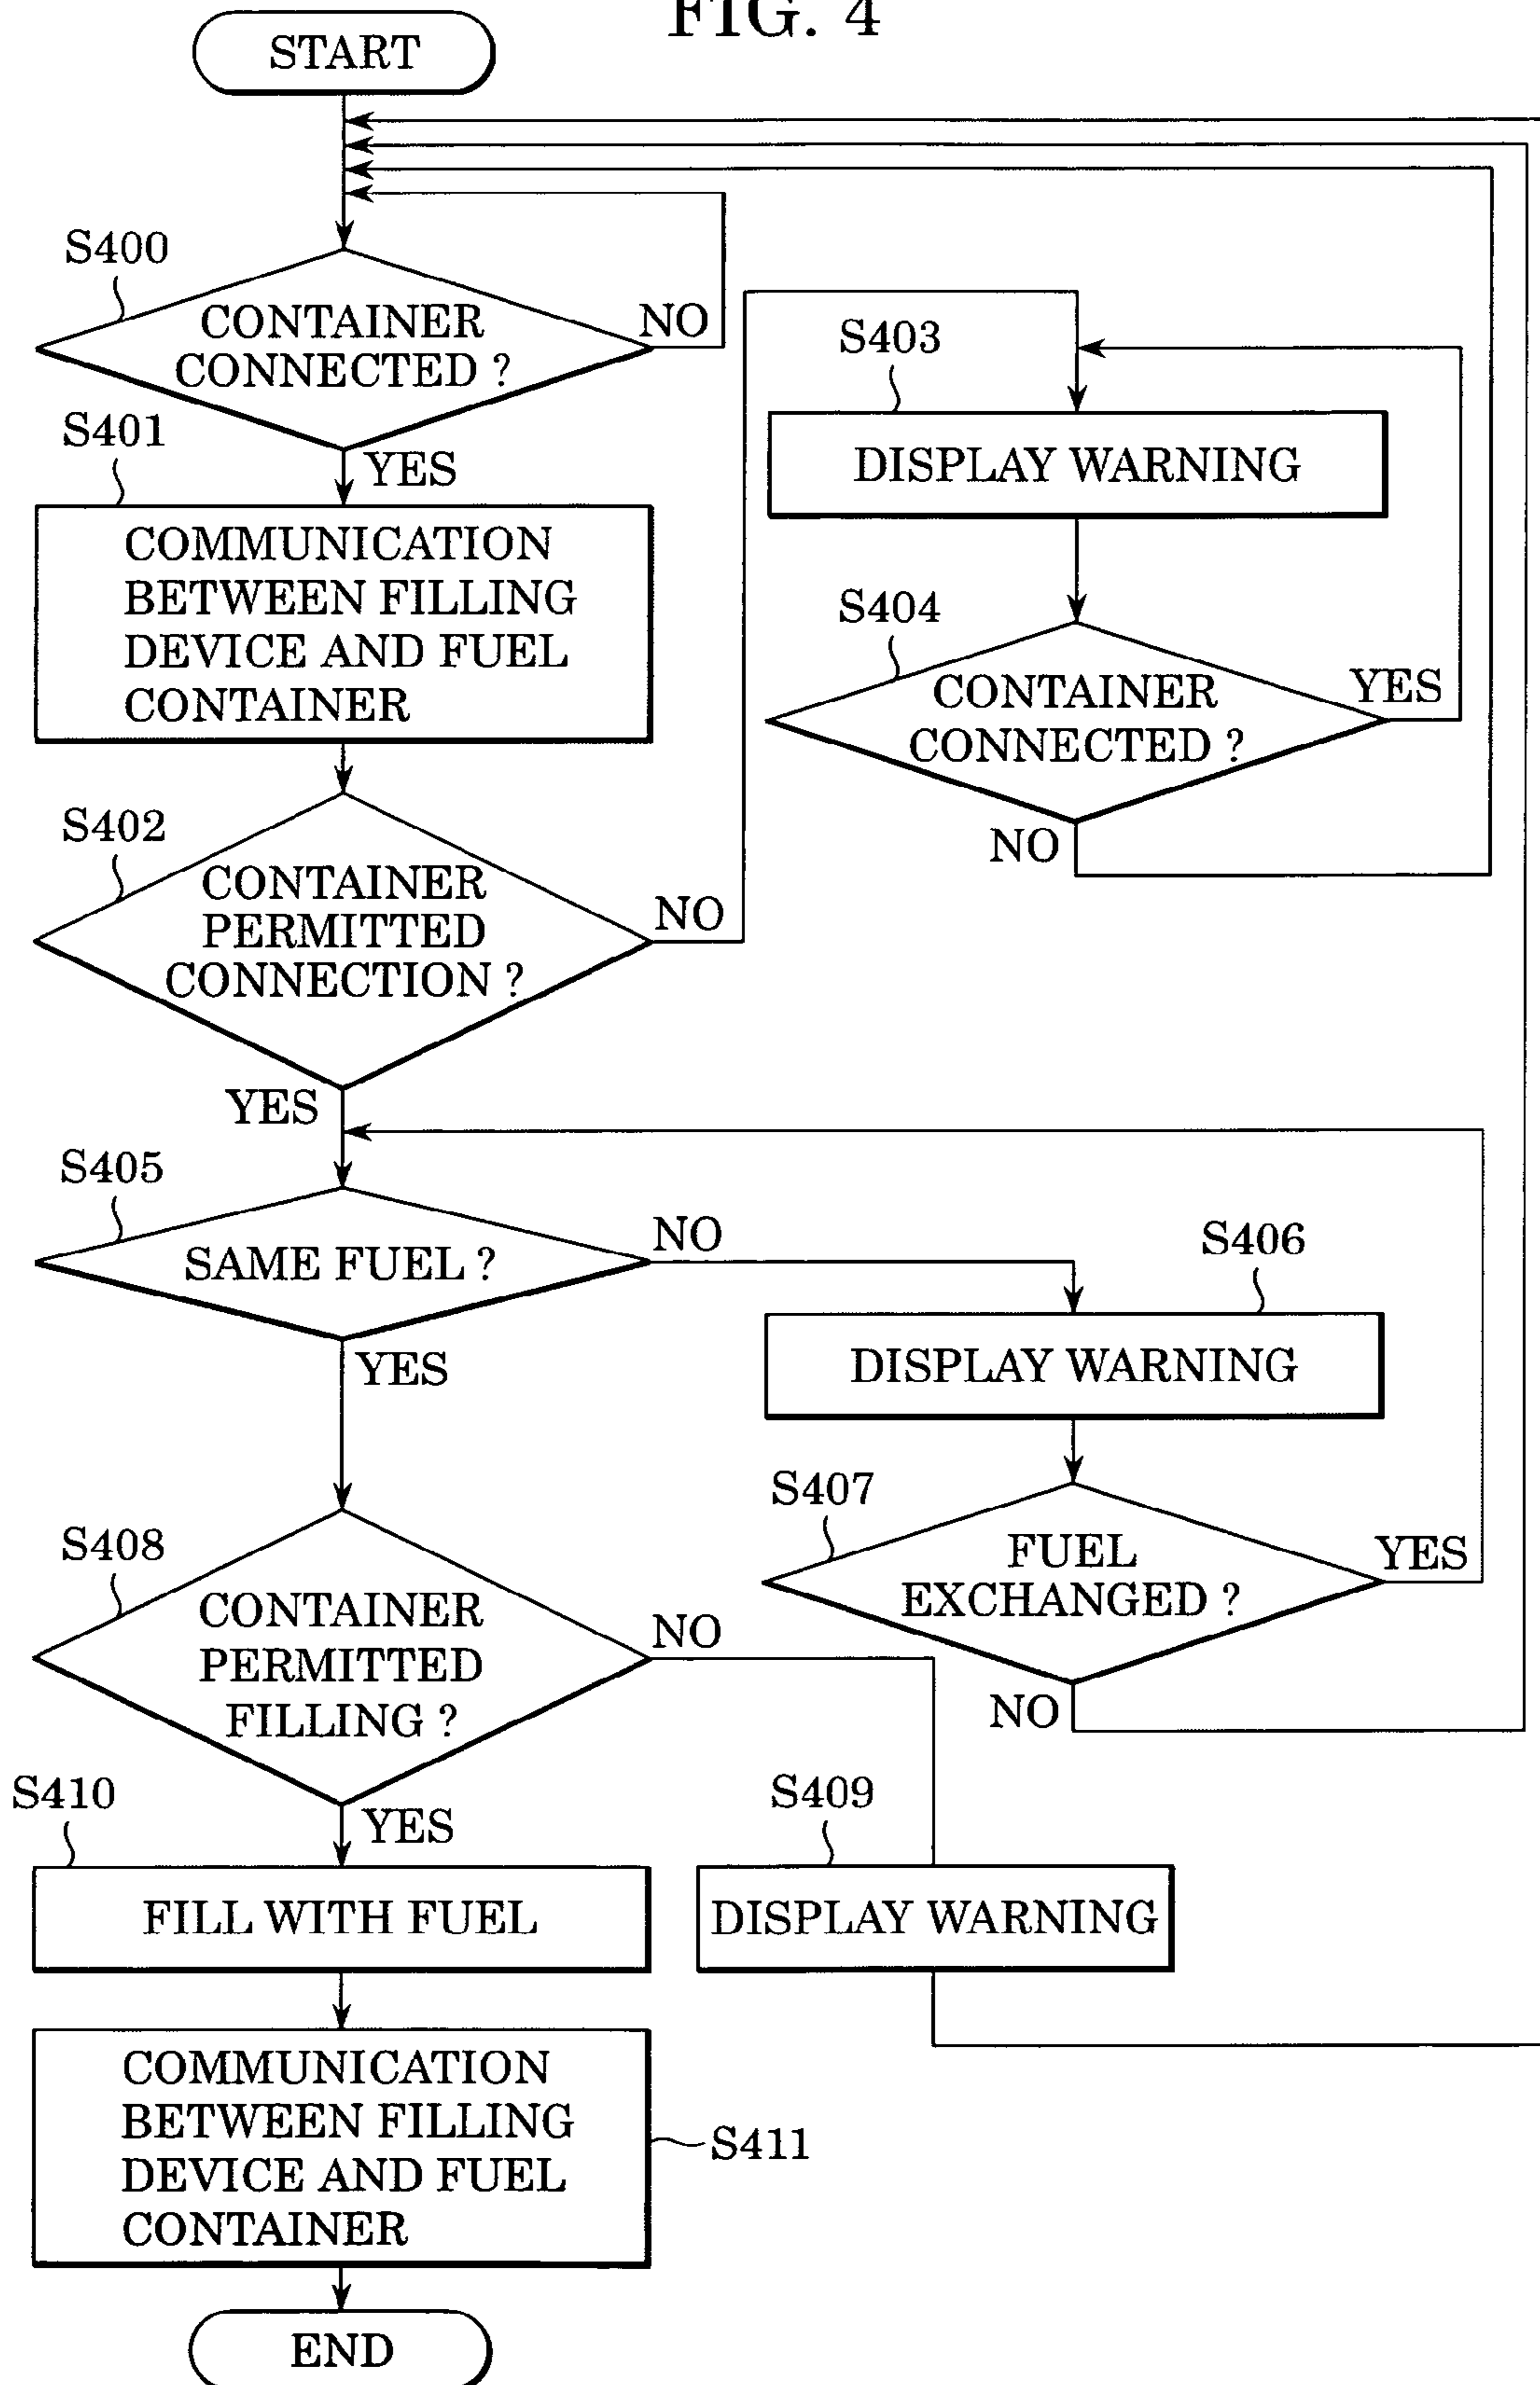 FIG. 4
START
S400
CONTAINER
CONNECTED ?
NO
YES
S401
COMMUNICATION
BETWEEN FILLING
DEVICE AND FUEL
CONTAINER
S402
CONTAINER
PERMITTED
CONNECTION ?
NO
YES
S403
DISPLAY WARNING
S404
CONTAINER
CONNECTED ?
YES
NO
S405
SAME FUEL ?
NO
YES
S406
DISPLAY WARNING
S407
FUEL
EXCHANGED ?
YES
NO
S408
CONTAINER
PERMITTED
FILLING ?
NO
YES
S409
DISPLAY WARNING
S410
FILL WITH FUEL
COMMUNICATION
BETWEEN FILLING
DEVICE AND FUEL
CONTAINER
S411
END